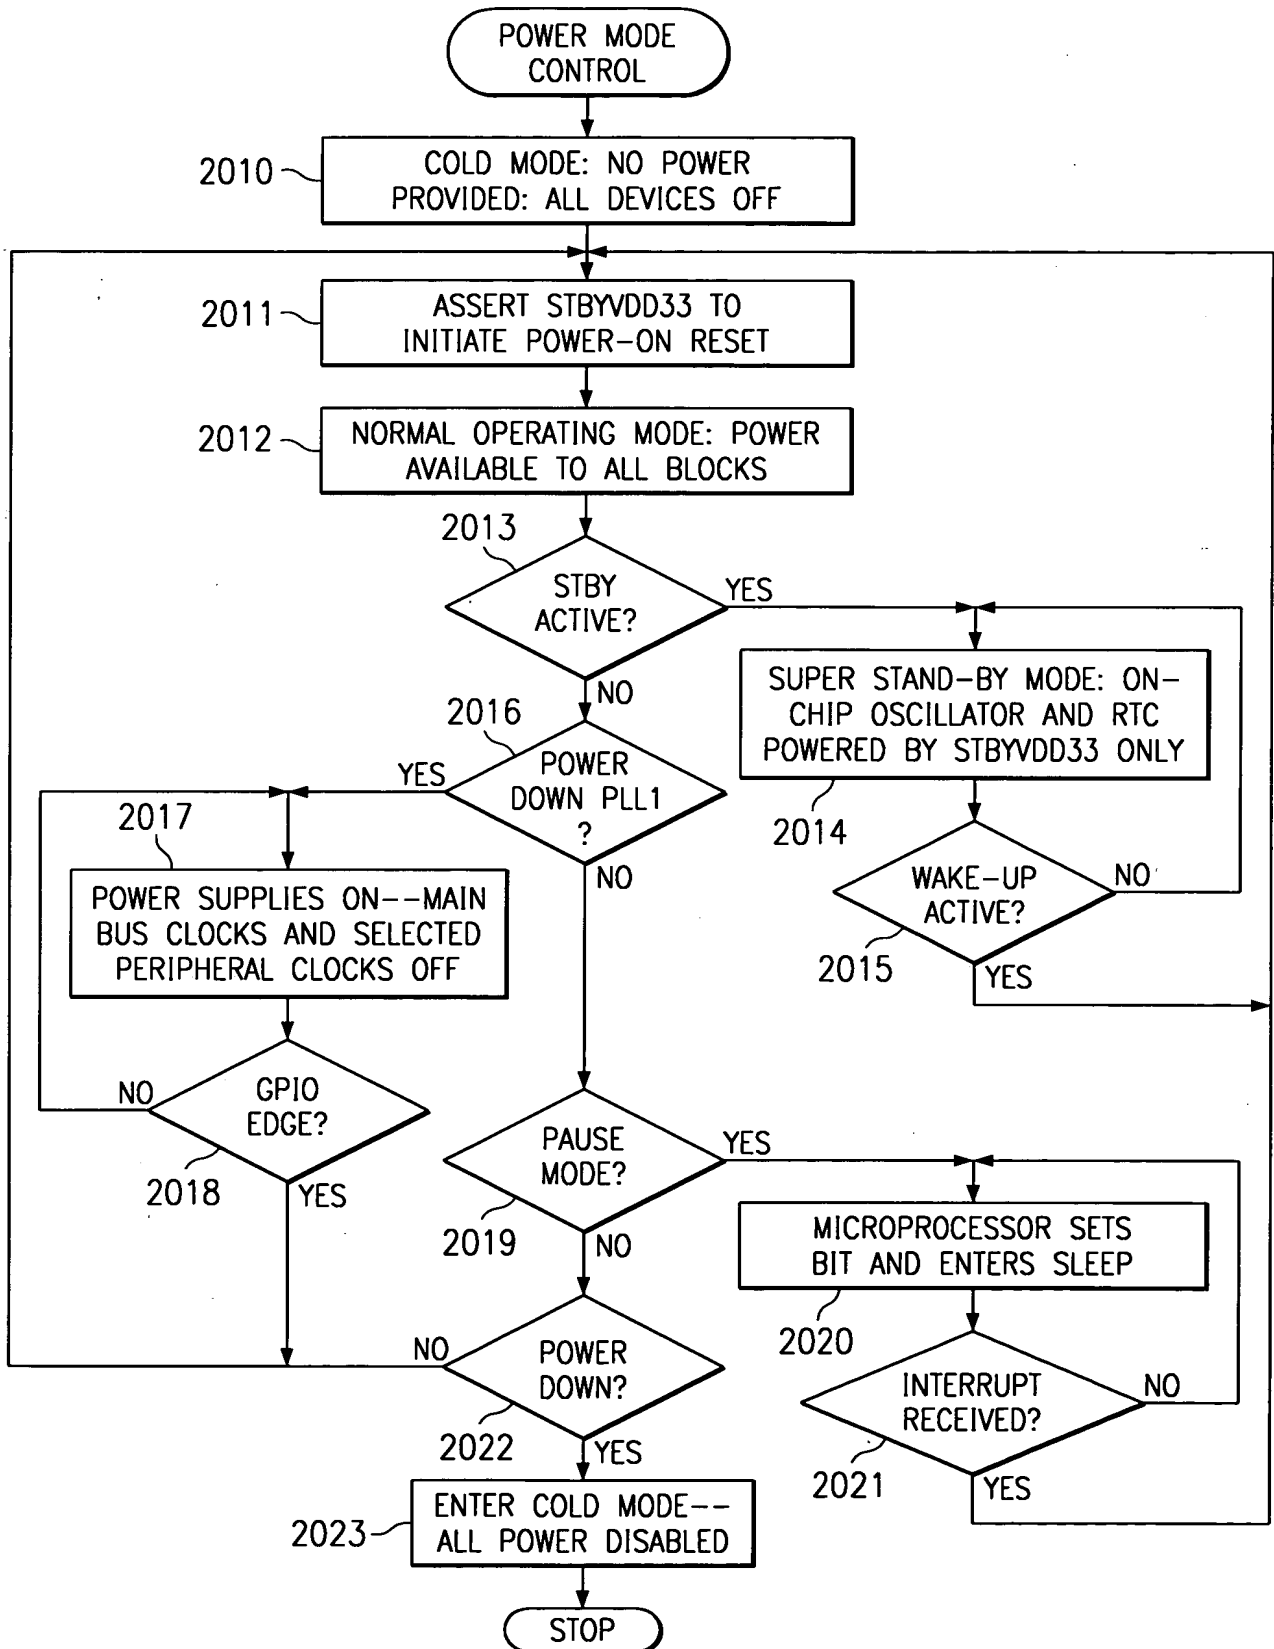 POWER MODE
CONTROL
2010
COLD MODE: NO POWER
PROVIDED: ALL DEVICES OFF
2011
ASSERT STBYVDD33 TO
INITIATE POWER-ON RESET
2012
NORMAL OPERATING MODE: POWER
AVAILABLE TO ALL BLOCKS
2013
STBY
ACTIVE?
YES
NO
SUPER STAND-BY MODE: ON-
CHIP OSCILLATOR AND RTC
POWERED BY STBYVDD33 ONLY
2014
WAKE-UP
ACTIVE?
NO
2015
YES
2016
POWER
DOWN PLL1
?
YES
NO
2017
POWER SUPPLIES ON--MAIN
BUS CLOCKS AND SELECTED
PERIPHERAL CLOCKS OFF
GPIO
EDGE?
NO
2018
YES
PAUSE
MODE?
YES
2019
NO
MICROPROCESSOR SETS
BIT AND ENTERS SLEEP
2020
INTERRUPT
RECEIVED?
NO
2021
YES
POWER
DOWN?
NO
2022
YES
2023
ENTER COLD MODE--
ALL POWER DISABLED
STOP